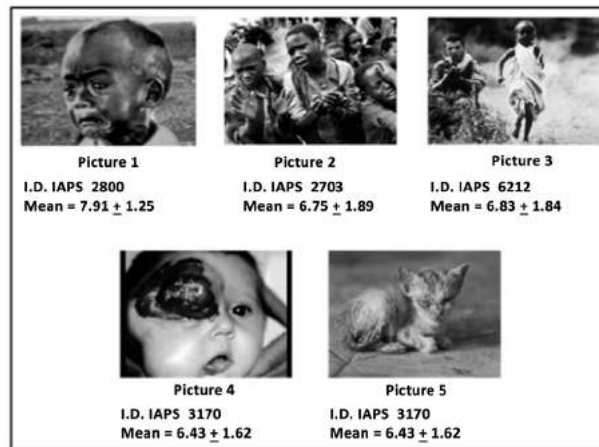 Picture 1
I.D. IAPS 2800
Mean = 7.91 ± 1.25
Picture 2
I.D. IAPS 2703
Mean = 6.75 ± 1.89
Picture 3
I.D. IAPS 6212
Mean = 6.83 ± 1.84
Picture 4
I.D. IAPS 3170
Mean = 6.43 ± 1.62
Picture 5
I.D. IAPS 3170
Mean = 6.43 ± 1.62